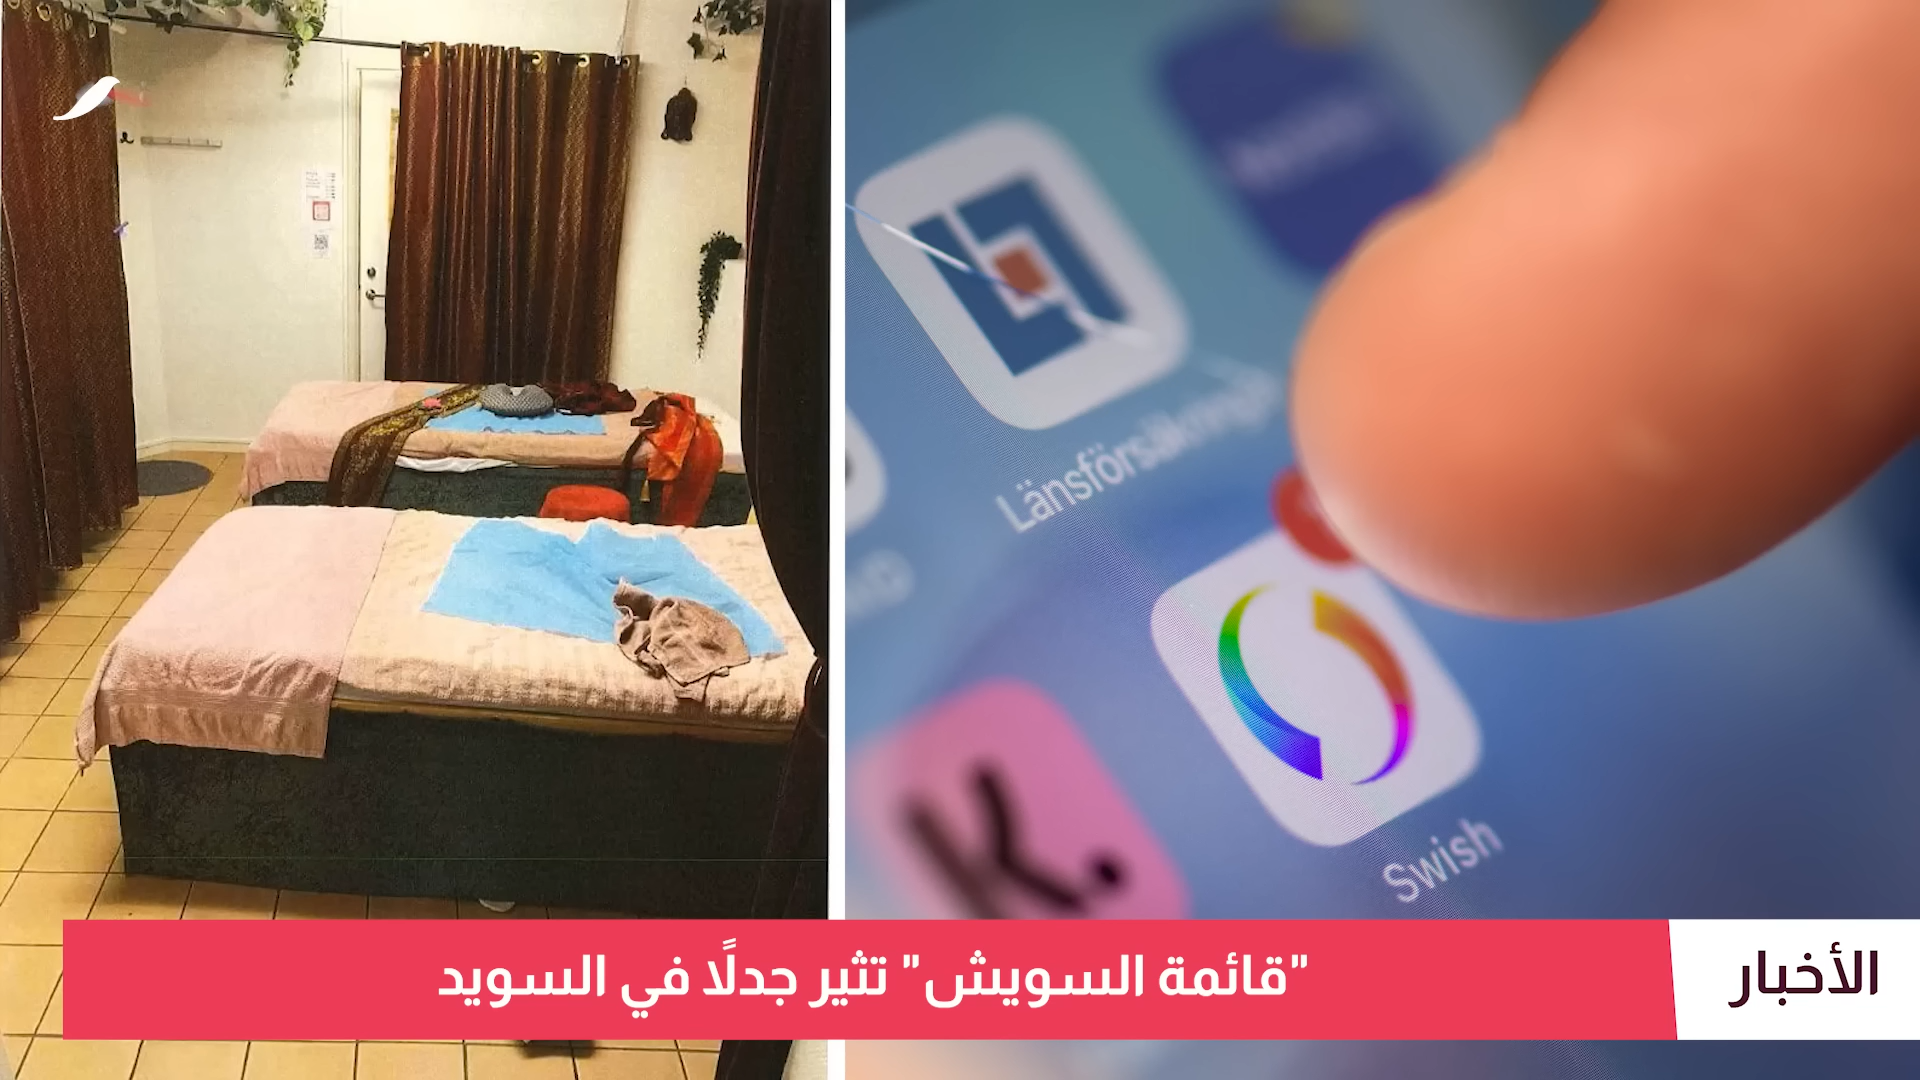 Länsförsäkringar
Swish
K.
"قائمة السويش" تثير جدلًا في السويد
الأخبار